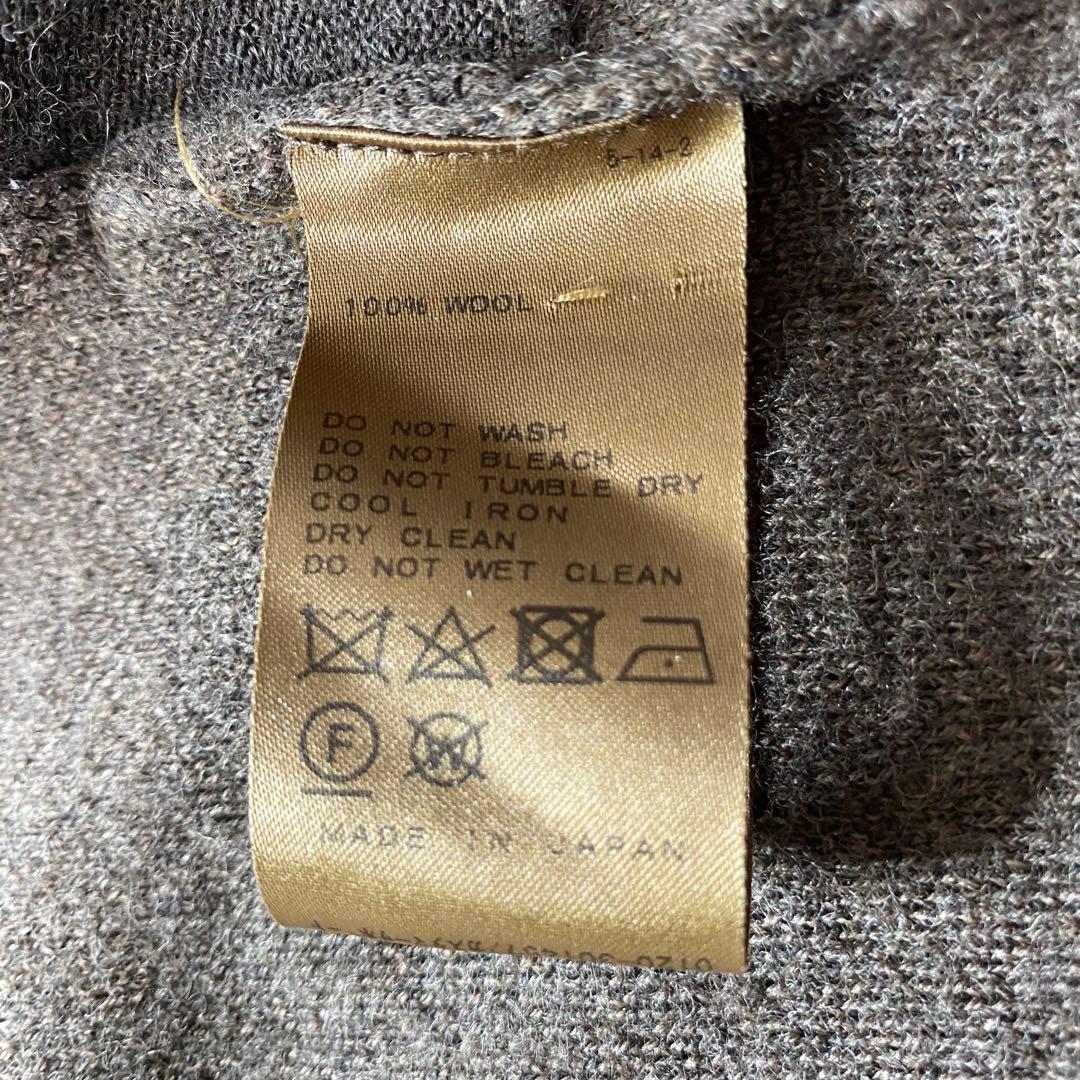 5-14-2
100% WOOL
DO NOT WASH
DO NOT BLEACH
DO NOT TUMBLE DRY
COOL IRON
DRY CLEAN
DO NOT WET CLEAN
F W
MADE IN JAPAN